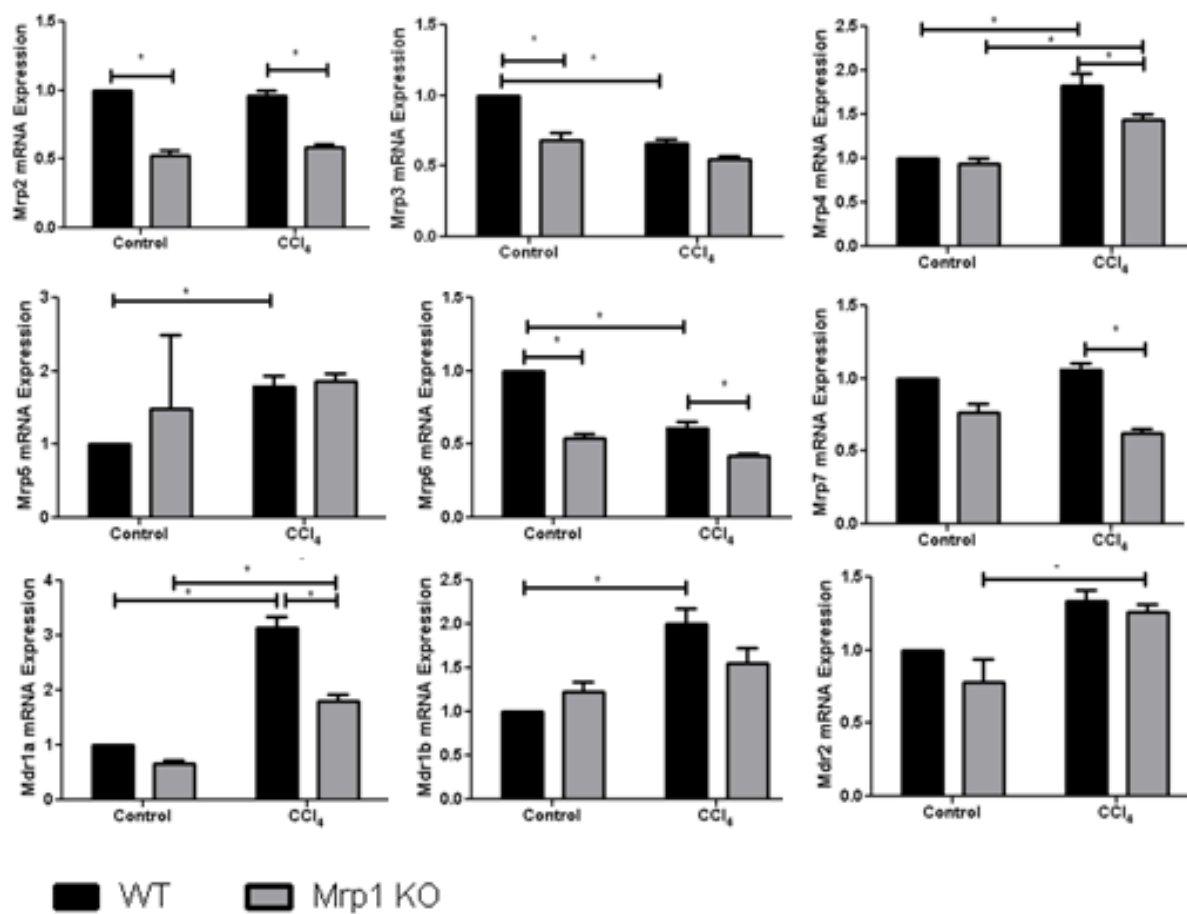 Mrp2 mRNA Expression
1.5
1.0
0.5
0.0
*
*
Control
CCl₄
Mrp3 mRNA Expression
1.5
1.0
0.5
0.0
*
*
Control
CCl₄
Mrp4 mRNA Expression
2.5
2.0
1.5
1.0
0.5
0.0
*
*
*
Control
CCl₄
Mrp5 mRNA Expression
3
2
1
0
*
Control
CCl₄
Mrp6 mRNA Expression
1.5
1.0
0.5
0.0
*
*
*
Control
CCl₄
Mrp7 mRNA Expression
1.5
1.0
0.5
0.0
*
Control
CCl₄
Mdr1a mRNA Expression
4
3
2
1
0
*
*
*
Control
CCl₄
Mdr1b mRNA Expression
2.5
2.0
1.5
1.0
0.5
0.0
*
Control
CCl₄
Mdr2 mRNA Expression
1.5
1.0
0.5
0.0
*
Control
CCl₄
WT
Mrp1 KO